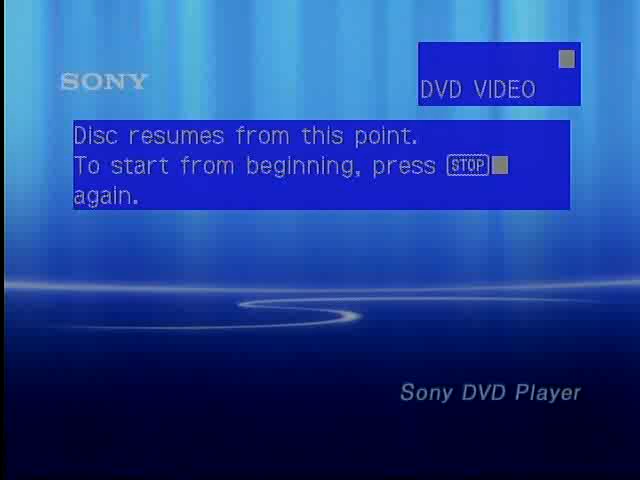 SONY
DVD VIDEO
Disc resumes from this point.
To start from beginning, press STOP
again.
Sony DVD Player